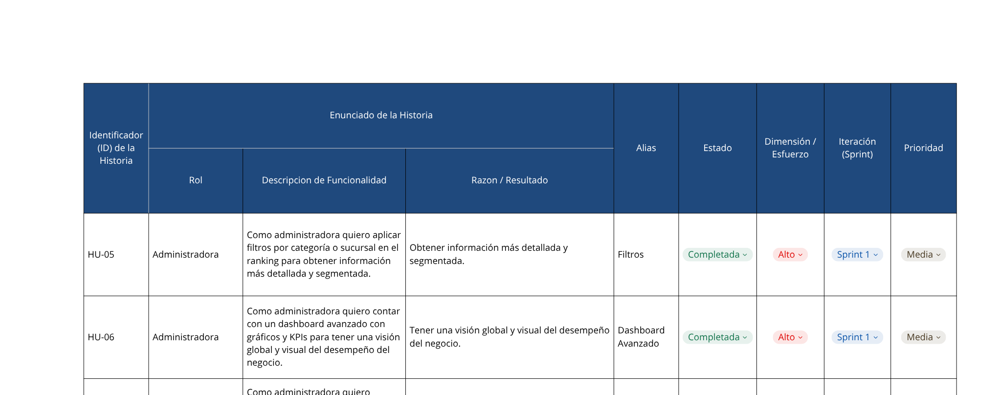 Identificador
(ID) de la
Historia
Enunciado de la Historia
Rol
Descripcion de Funcionalidad
Razon / Resultado
Alias
Estado
Dimensión /
Esfuerzo
Iteración
(Sprint)
Prioridad
HU-05
Administradora
Como administradora quiero aplicar
filtros por categoría o sucursal en el
ranking para obtener información
más detallada y segmentada.
Obtener información más detallada y
segmentada.
Filtros
Completada
Alto
Sprint 1
Media
HU-06
Administradora
Como administradora quiero contar
con un dashboard avanzado con
gráficos y KPIs para tener una visión
global y visual del desempeño del
negocio.
Tener una visión global y visual del desempeño
del negocio.
Dashboard
Avanzado
Completada
Alto
Sprint 1
Media
Como administradora quiero